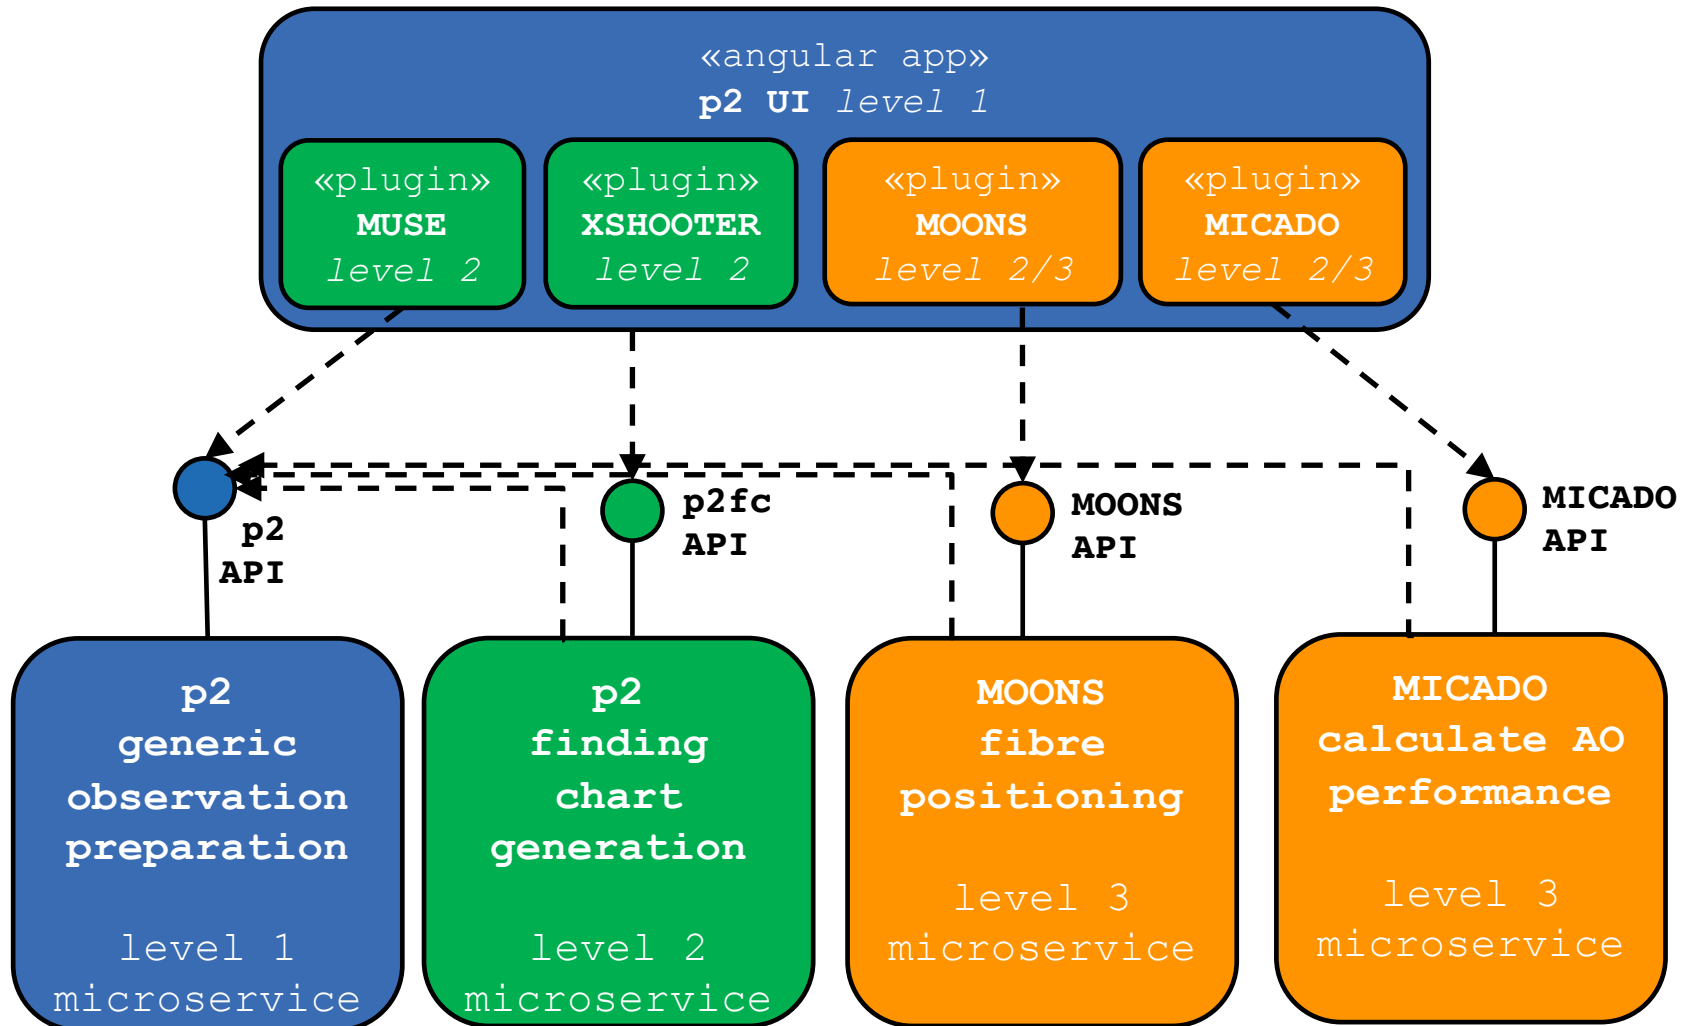 «angular app»
p2 UI level 1
«plugin»
MUSE
level 2
«plugin»
XSHOOTER
level 2
«plugin»
MOONS
level 2/3
«plugin»
MICADO
level 2/3
p2
API
p2fc
API
MOONS
API
MICADO
API
p2
generic
observation
preparation
level 1
microservice
p2
finding
chart
generation
level 2
microservice
MOONS
fibre
positioning
level 3
microservice
MICADO
calculate AO
performance
level 3
microservice